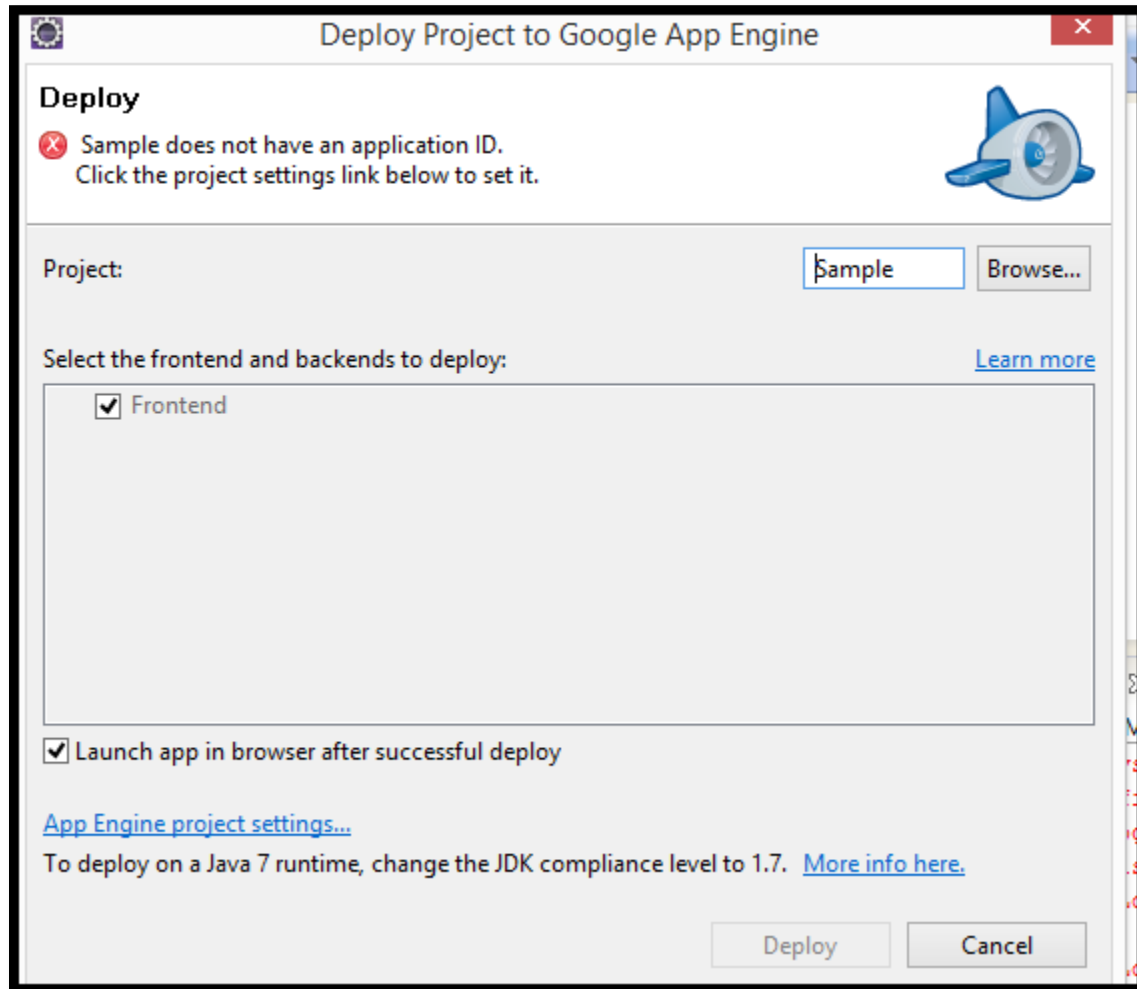 Deploy Project to Google App Engine
Deploy
Sample does not have an application ID.
Click the project settings link below to set it.
Project:
Sample
Browse...
Select the frontend and backends to deploy:
Learn more
Frontend
Launch app in browser after successful deploy
App Engine project settings...
To deploy on a Java 7 runtime, change the JDK compliance level to 1.7. More info here.
Deploy
Cancel